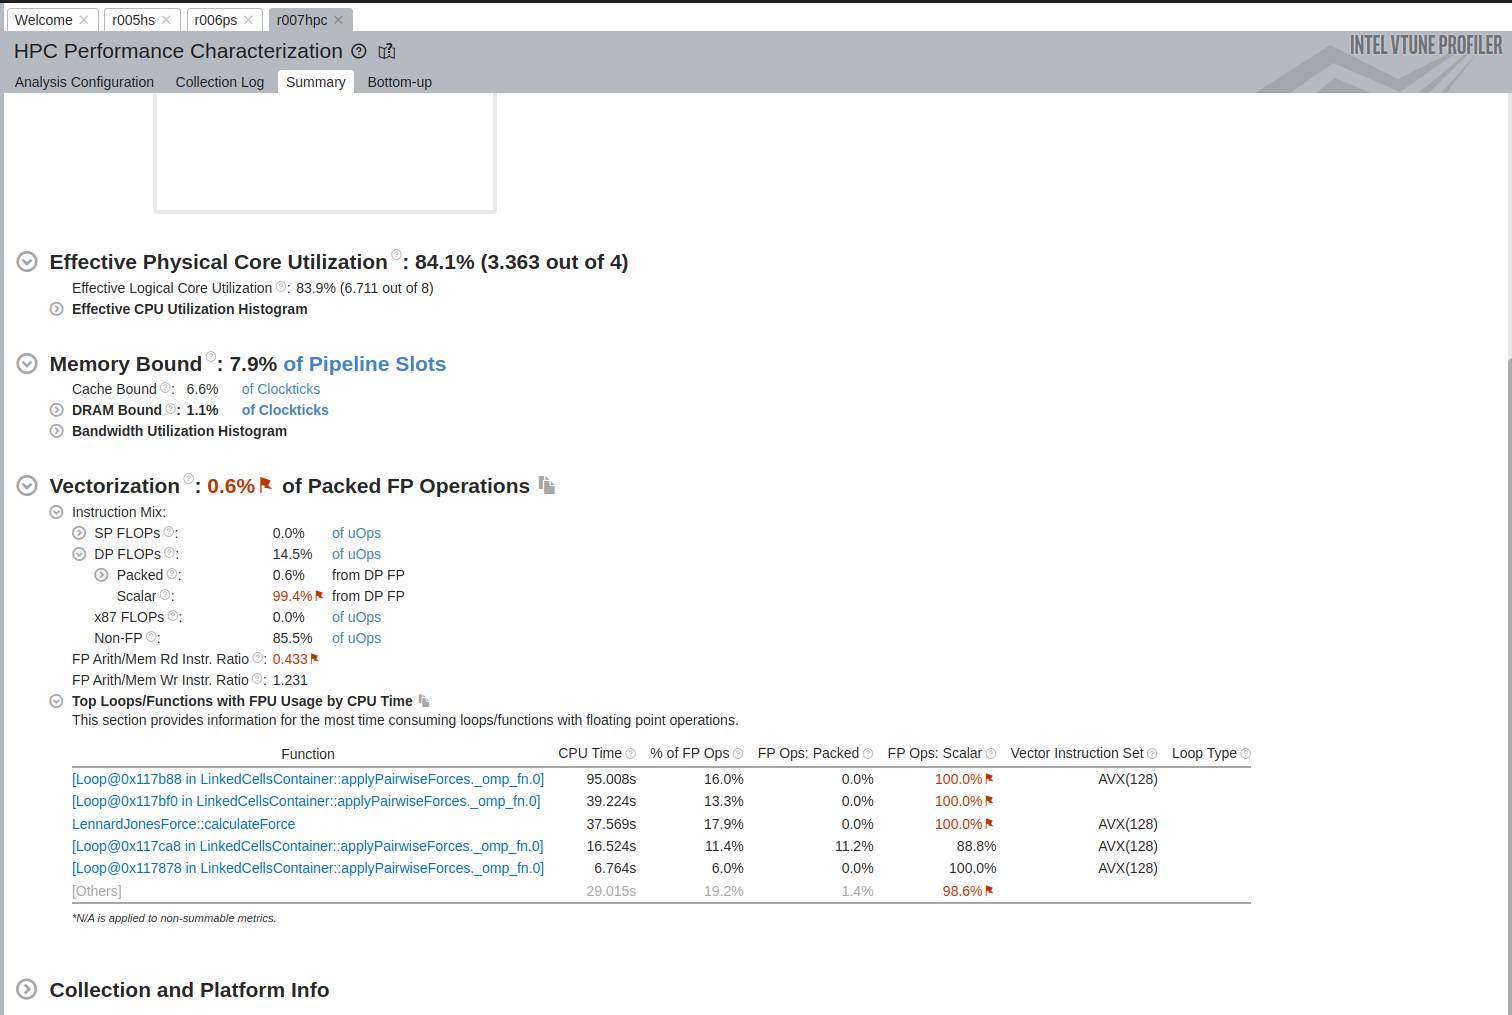 Welcome r005hs r006ps r007hpc
HPC Performance Characterization
INTEL VTUNE PROFILER
Analysis Configuration Collection Log Summary Bottom-up
Effective Physical Core Utilization: 84.1% (3.363 out of 4)
Effective Logical Core Utilization: 83.9% (6.711 out of 8)
Effective CPU Utilization Histogram
Memory Bound: 7.9% of Pipeline Slots
Cache Bound: 6.6% of Clockticks
DRAM Bound: 1.1% of Clockticks
Bandwidth Utilization Histogram
Vectorization: 0.6% of Packed FP Operations
Instruction Mix:
SP FLOPs: 0.0% of uOps
DP FLOPs: 14.5% of uOps
Packed: 0.6% from DP FP
Scalar: 99.4% from DP FP
x87 FLOPs: 0.0% of uOps
Non-FP: 85.5% of uOps
FP Arith/Mem Rd Instr. Ratio: 0.433
FP Arith/Mem Wr Instr. Ratio: 1.231
Top Loops/Functions with FPU Usage by CPU Time
This section provides information for the most time consuming loops/functions with floating point operations.
Function CPU Time % of FP Ops FP Ops: Packed FP Ops: Scalar Vector Instruction Set Loop Type
[Loop@0x117b88 in LinkedCellsContainer::applyPairwiseForces._omp_fn.0] 95.008s 16.0% 0.0% 100.0% AVX(128)
[Loop@0x117bf0 in LinkedCellsContainer::applyPairwiseForces._omp_fn.0] 39.224s 13.3% 0.0% 100.0%
LennardJonesForce::calculateForce 37.569s 17.9% 0.0% 100.0% AVX(128)
[Loop@0x117ca8 in LinkedCellsContainer::applyPairwiseForces._omp_fn.0] 16.524s 11.4% 11.2% 88.8% AVX(128)
[Loop@0x117878 in LinkedCellsContainer::applyPairwiseForces._omp_fn.0] 6.764s 6.0% 0.0% 100.0% AVX(128)
[Others] 29.015s 19.2% 1.4% 98.6%
*N/A is applied to non-summable metrics.
Collection and Platform Info